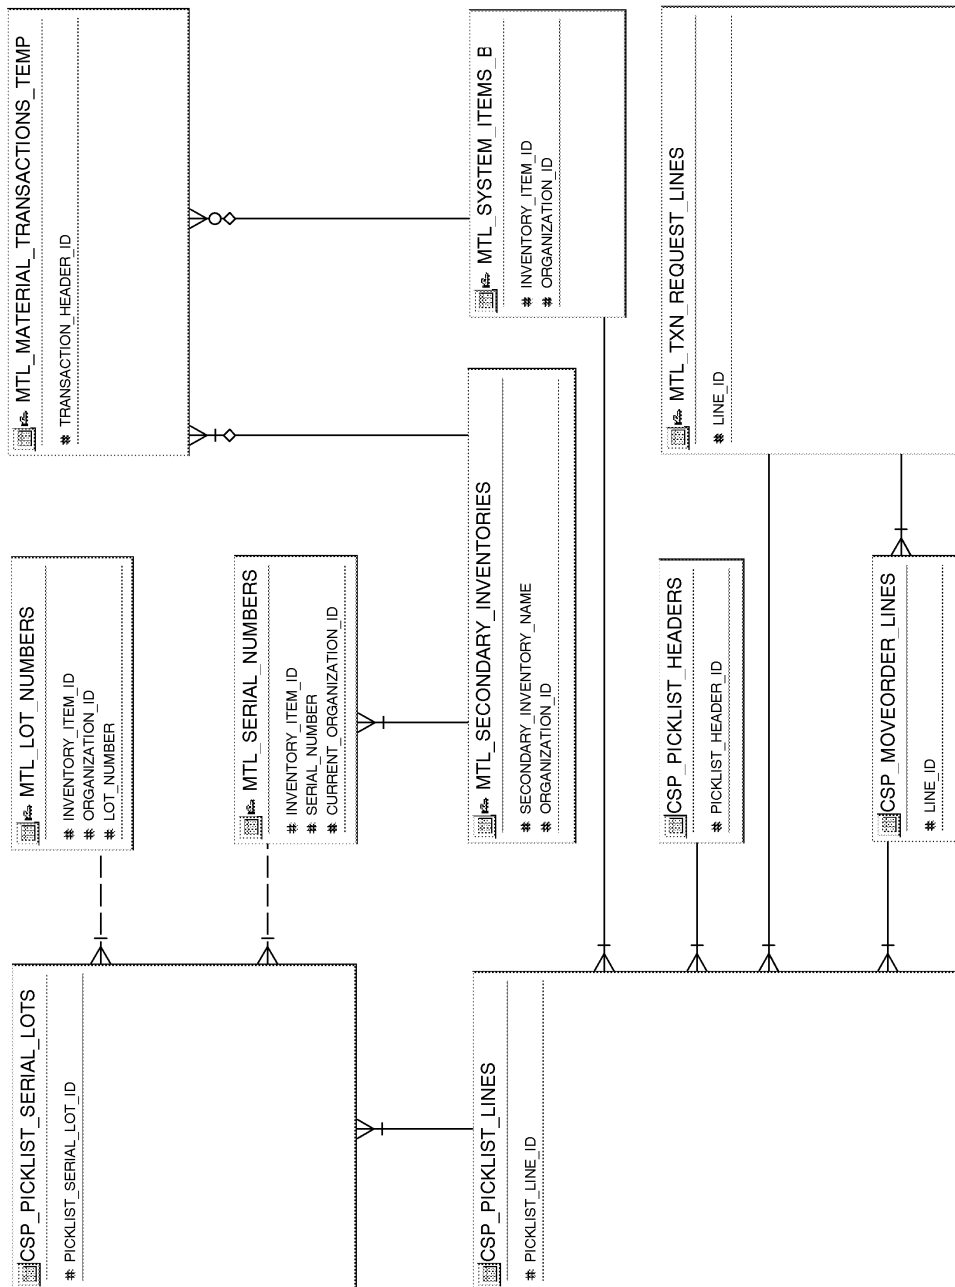 CSP_PICKLIST_SERIAL_LOTS
# PICKLIST_SERIAL_LOT_ID
MTL_LOT_NUMBERS
# INVENTORY_ITEM_ID
# ORGANIZATION_ID
# LOT_NUMBER
MTL_MATERIAL_TRANSACTIONS_TEMP
# TRANSACTION_HEADER_ID
MTL_SERIAL_NUMBERS
# INVENTORY_ITEM_ID
# SERIAL_NUMBER
# CURRENT_ORGANIZATION_ID
CSP_PICKLIST_LINES
# PICKLIST_LINE_ID
MTL_SECONDARY_INVENTORIES
# SECONDARY_INVENTORY_NAME
# ORGANIZATION_ID
MTL_SYSTEM_ITEMS_B
# INVENTORY_ITEM_ID
# ORGANIZATION_ID
CSP_PICKLIST_HEADERS
# PICKLIST_HEADER_ID
MTL_TXN_REQUEST_LINES
# LINE_ID
CSP_MOVEORDER_LINES
# LINE_ID